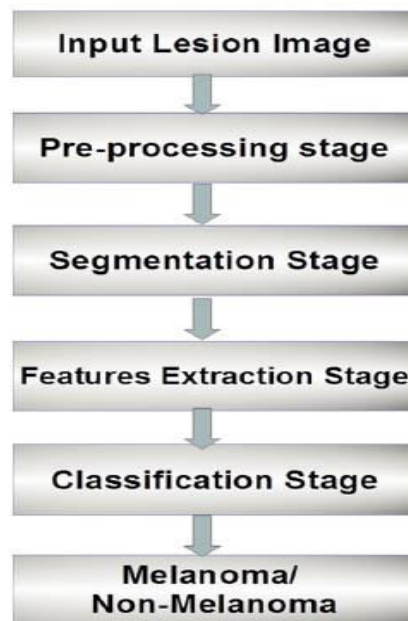 Input Lesion Image
Pre-processing stage
Segmentation Stage
Features Extraction Stage
Classification Stage
Melanoma/
Non-Melanoma